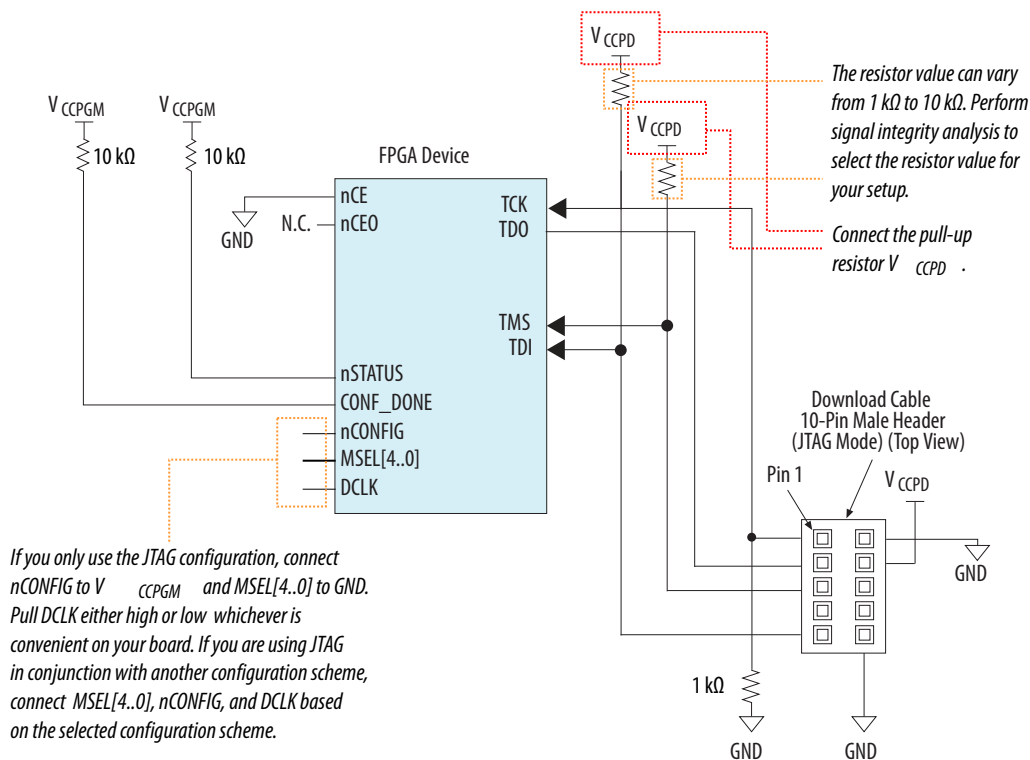 V CCPD
The resistor value can vary
from 1 kΩ to 10 kΩ. Perform
signal integrity analysis to
select the resistor value for
your setup.
V CCPGM
V CCPGM
V CCPD
10 kΩ
10 kΩ
FPGA Device
nCE
GND
N.C.
nCEO
TCK
TDO
Connect the pull-up
resistor V CCPD .
TMS
TDI
nSTATUS
CONF_DONE
nCONFIG
MSEL[4..0]
DCLK
Download Cable
10-Pin Male Header
(JTAG Mode) (Top View)
Pin 1
V CCPD
GND
If you only use the JTAG configuration, connect
nCONFIG to V CCPGM and MSEL[4..0] to GND.
Pull DCLK either high or low whichever is
convenient on your board. If you are using JTAG
in conjunction with another configuration scheme,
connect MSEL[4..0], nCONFIG, and DCLK based
on the selected configuration scheme.
1 kΩ
GND
GND